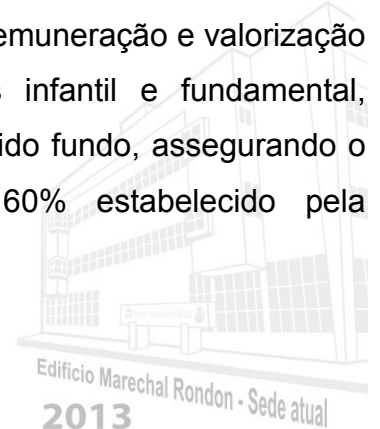 emuneração e valorização
infantil e fundamental,
ido fundo, assegurando o
60% estabelecido pela
Edifício Marechal Rondon - Sede atual
2013